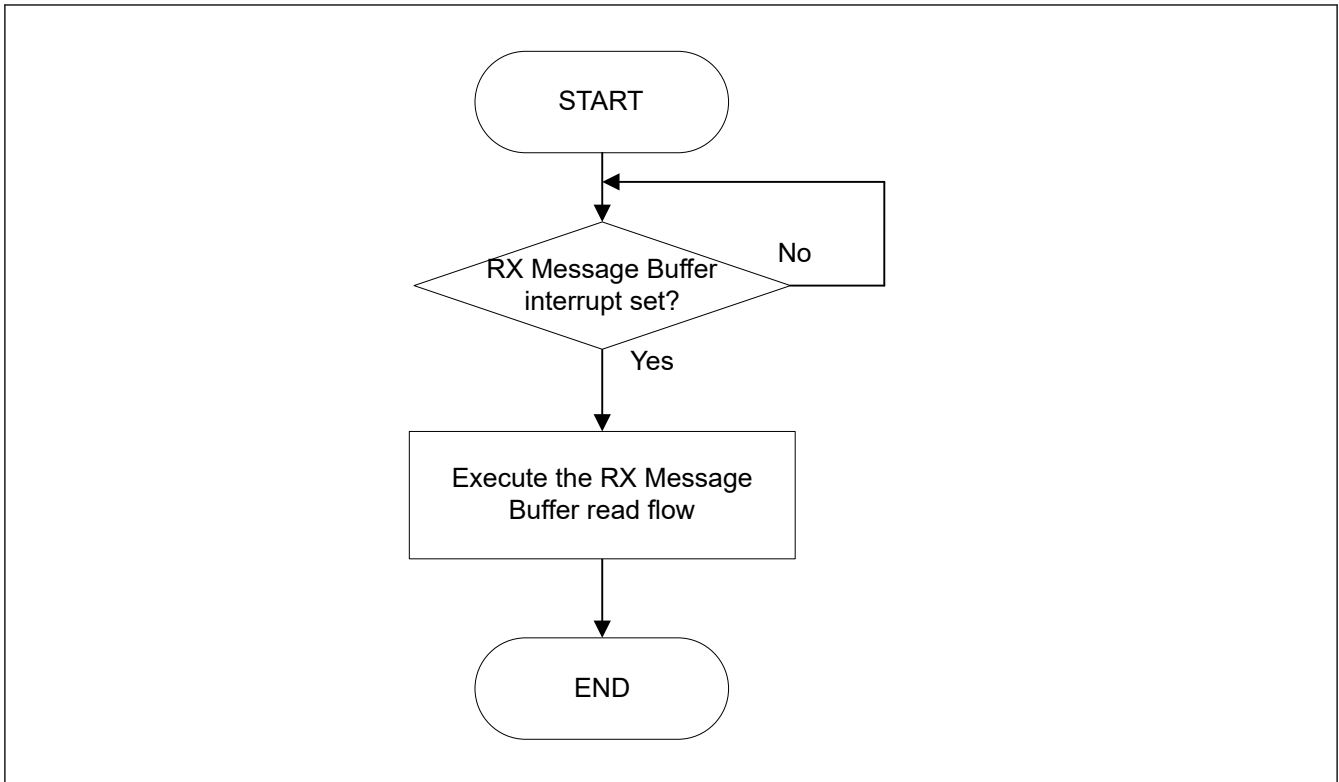 START
No
RX Message Buffer
interrupt set?
Yes
Execute the RX Message
Buffer read flow
END